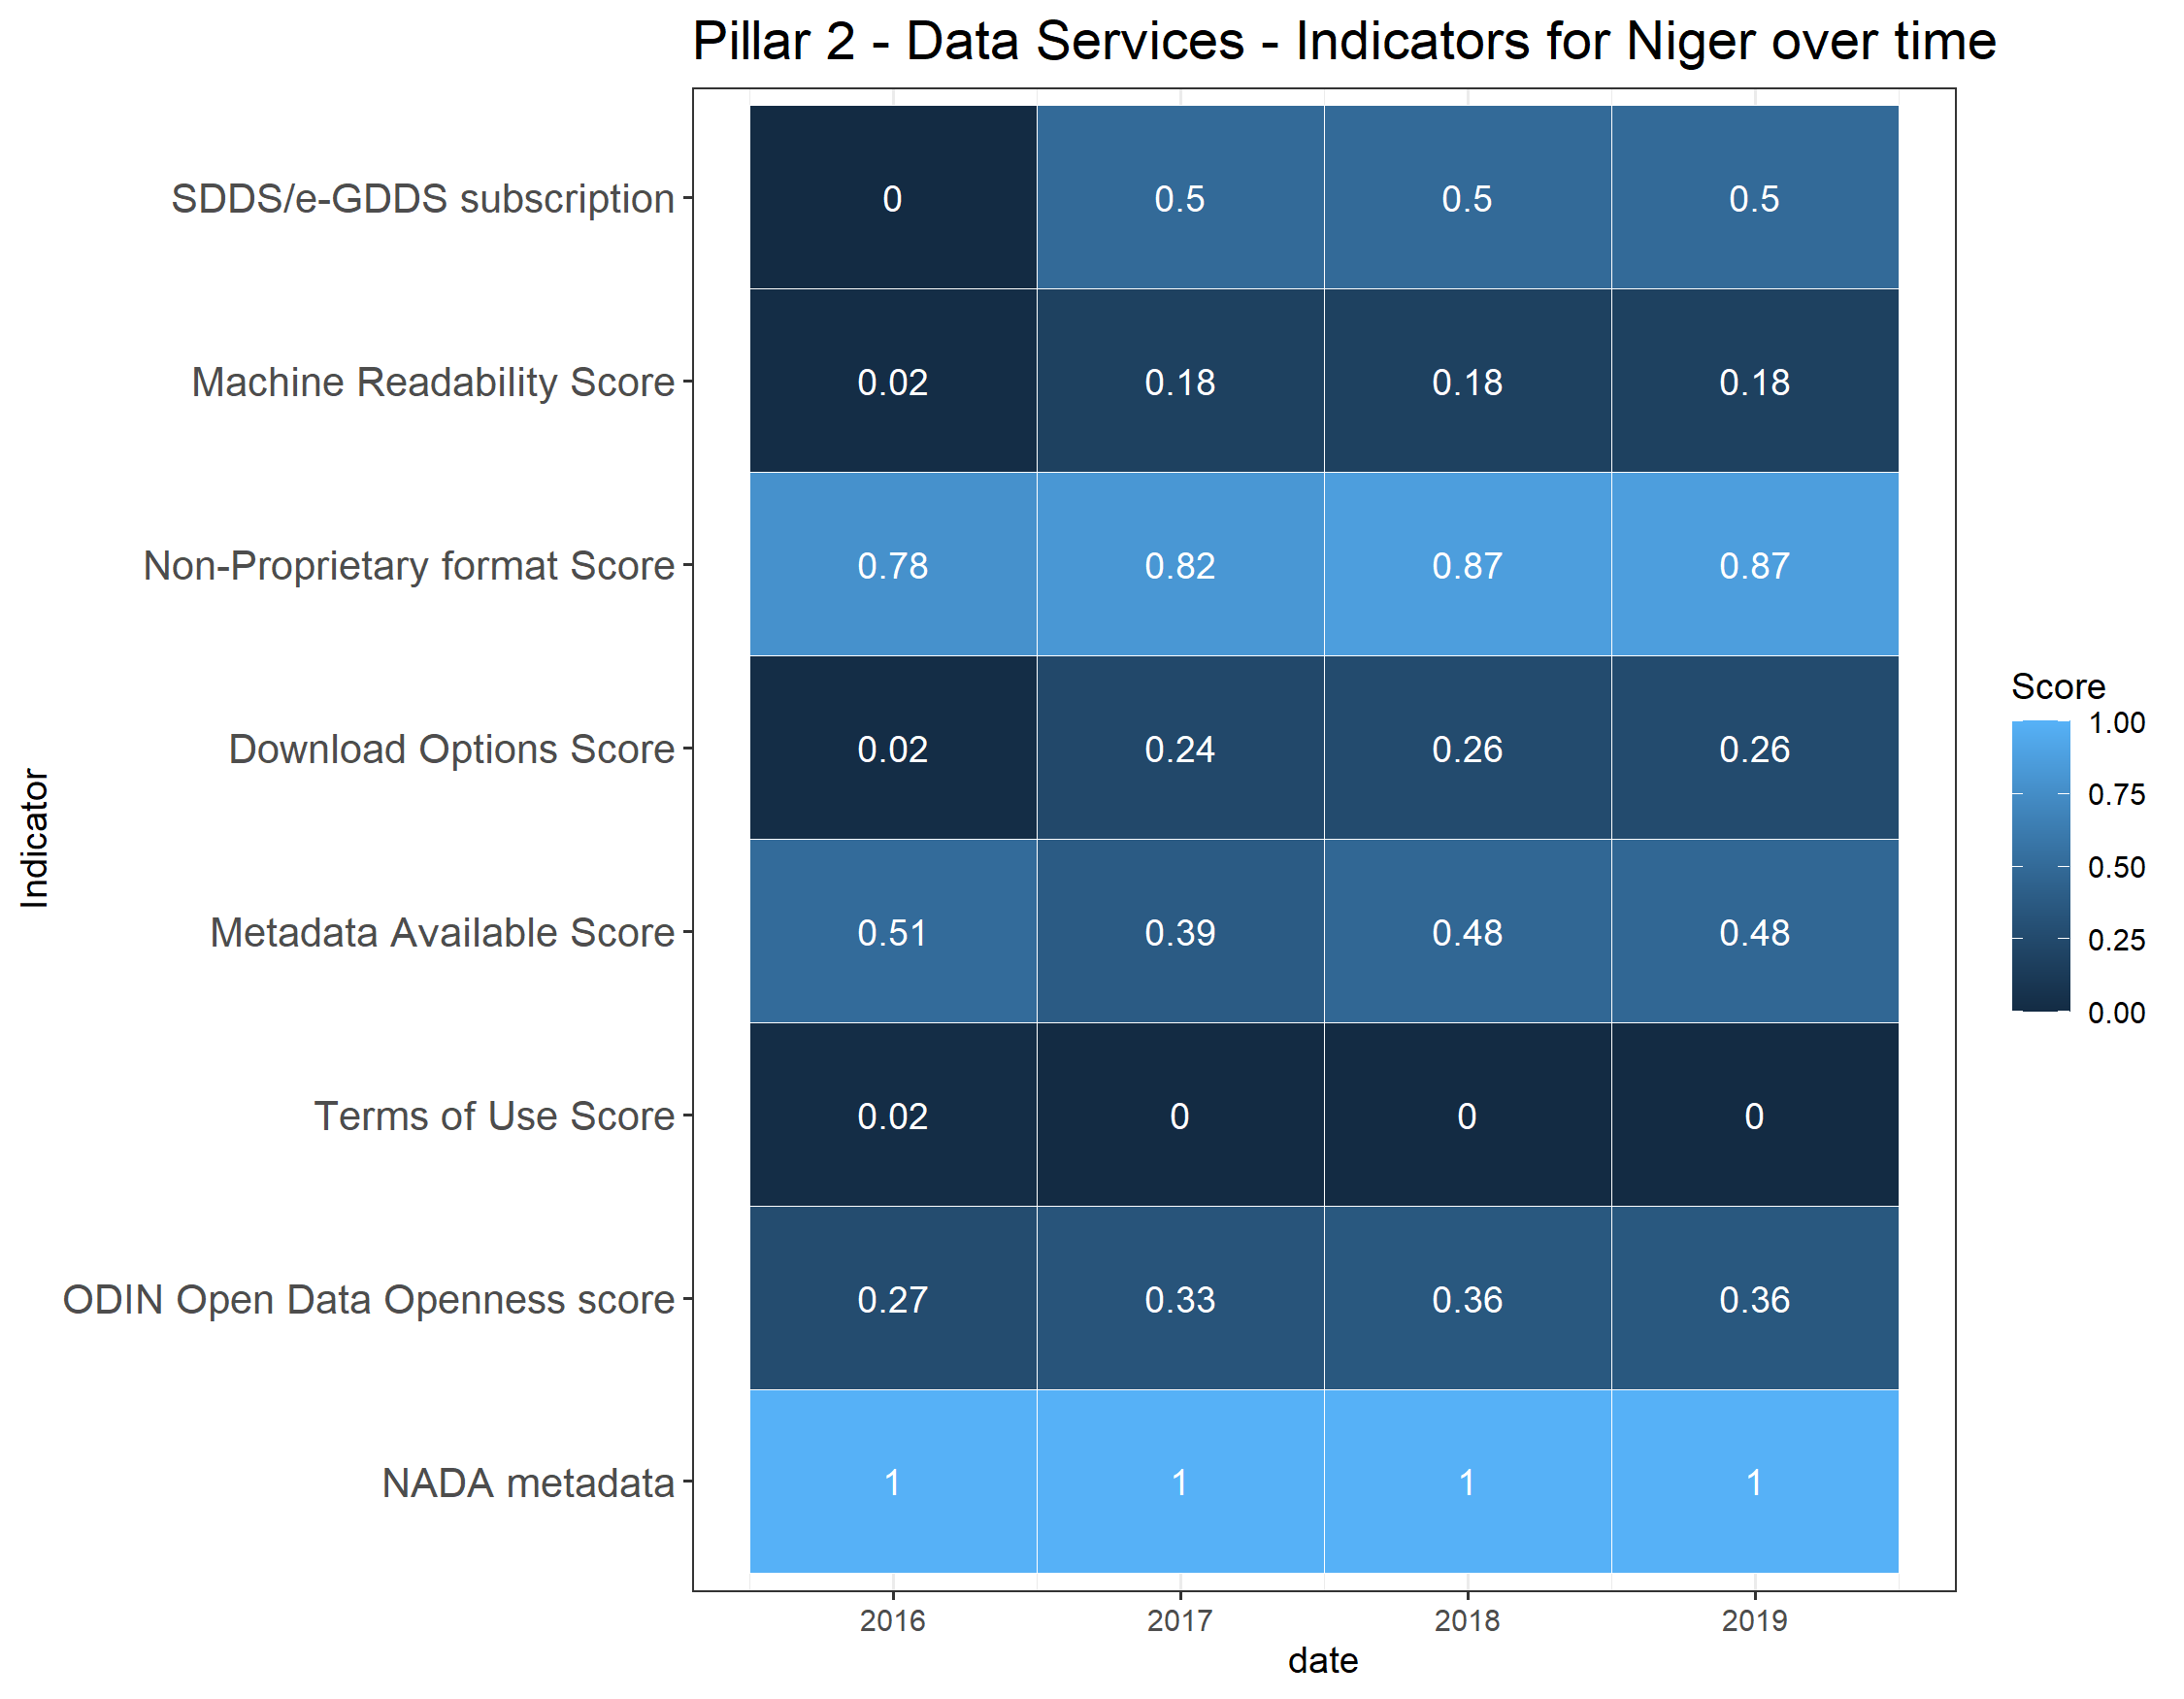 Pillar 2 - Data Services - Indicators for Niger over time
SDDS/e-GDDS subscription 0 0.5 0.5 0.5
Machine Readability Score 0.02 0.18 0.18 0.18
Non-Proprietary format Score 0.78 0.82 0.87 0.87
Download Options Score 0.02 0.24 0.26 0.26
Metadata Available Score 0.51 0.39 0.48 0.48
Terms of Use Score 0.02 0 0 0
ODIN Open Data Openness score 0.27 0.33 0.36 0.36
NADA metadata 1 1 1 1
2016 2017 2018 2019
date
Indicator
Score
1.00
0.75
0.50
0.25
0.00